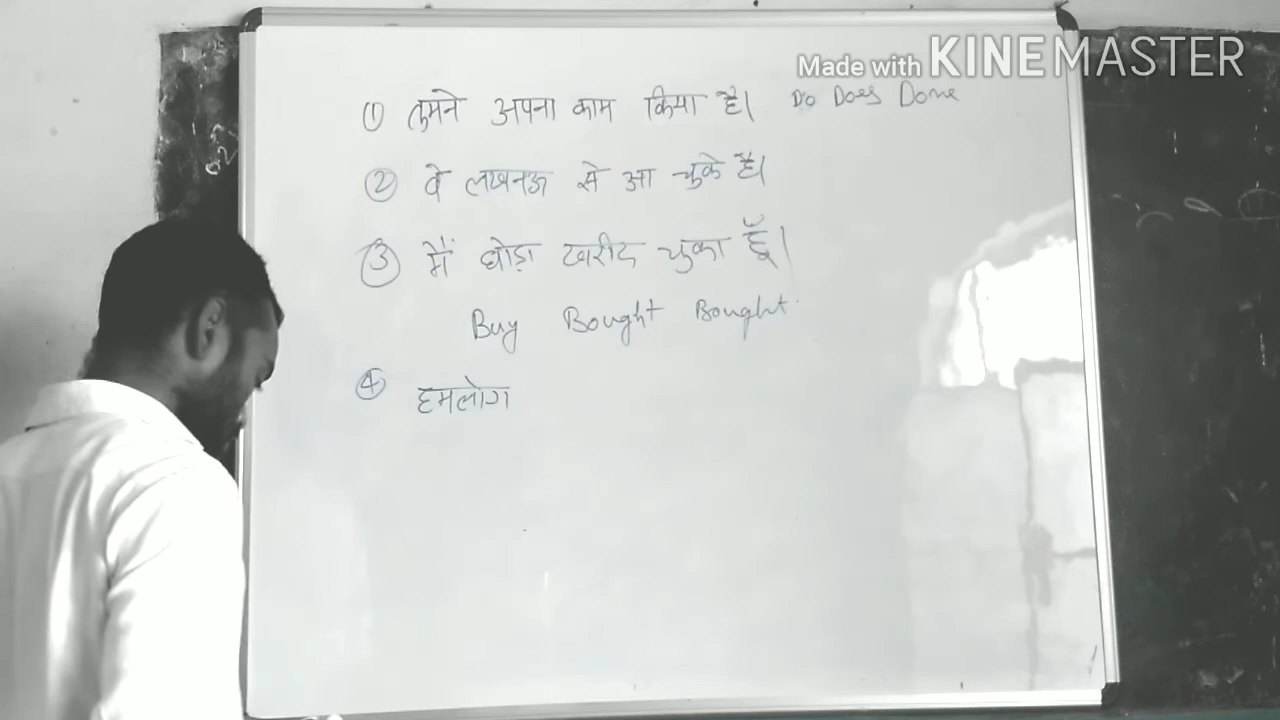 Made with KINEMASTER
① तुमने अपना काम किया है। Do Does Done
② वे लखनऊ से आ चुके है।
③ मैं घोड़ा खरीद चुका हूँ।
Buy Bought Bought.
④ हमलोग